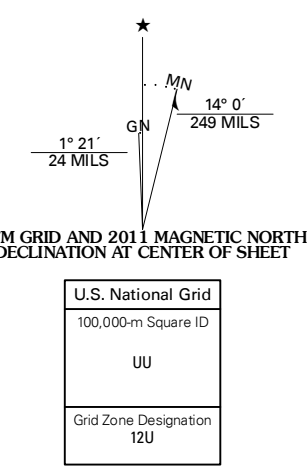 ★
MN
GN
14° 0´
249 MILS
1° 21´
24 MILS
M GRID AND 2011 MAGNETIC NORTH
DECLINATION AT CENTER OF SHEET
U.S. National Grid
100,000-m Square ID
UU
Grid Zone Designation
12U